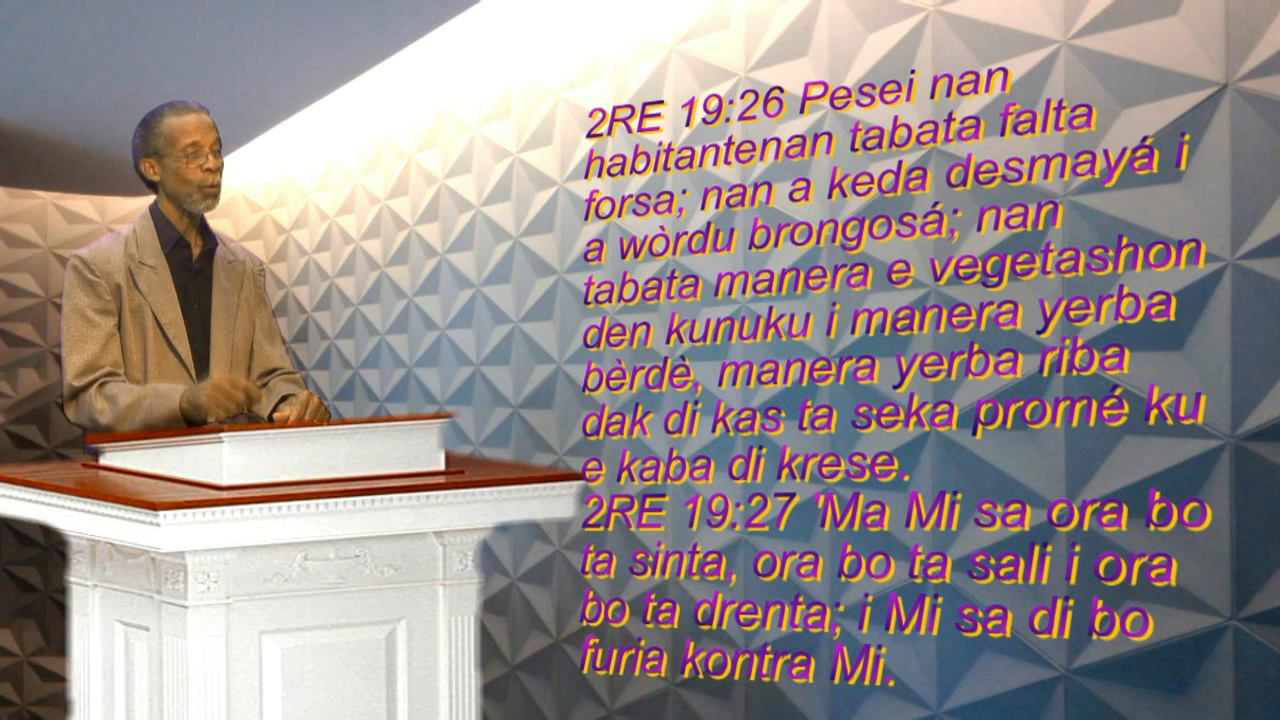 2RE 19:26 Pesei nan
habitantenan tabata falta
forsa; nan a keda desmayá i
a wòrdu brongosá; nan
tabata manera e vegetashon
den kunuku i manera yerba
bèrdè, manera yerba riba
dak di kas ta seka promé ku
e kaba di krese.
2RE 19:27 'Ma Mi sa ora bo
ta sinta, ora bo ta sali i ora
bo ta drenta; i Mi sa di bo
furia kontra Mi.